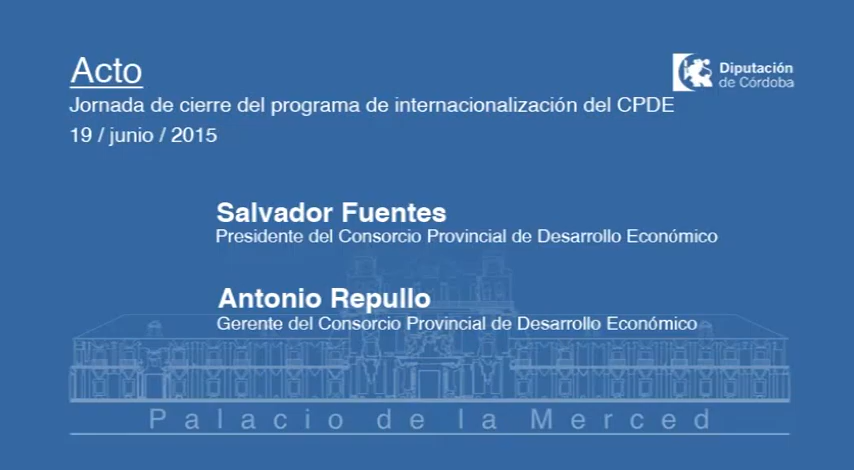 Acto
Diputación
de Córdoba
Jornada de cierre del programa de internacionalización del CPDE
19 / junio / 2015
Salvador Fuentes
Presidente del Consorcio Provincial de Desarrollo Económico
Antonio Repullo
Gerente del Consorcio Provincial de Desarrollo Económico
Palacio de la Merced